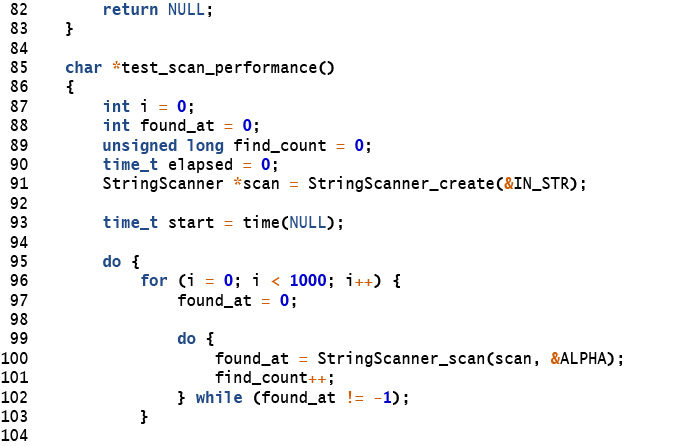 82          return NULL;
83      }
84
85      char *test_scan_performance()
86      {
87          int i = 0;
88          int found_at = 0;
89          unsigned long find_count = 0;
90          time_t elapsed = 0;
91          StringScanner *scan = StringScanner_create(&IN_STR);
92
93          time_t start = time(NULL);
94
95          do {
96              for (i = 0; i < 1000; i++) {
97                  found_at = 0;
98
99                  do {
100                     found_at = StringScanner_scan(scan, &ALPHA);
101                     find_count++;
102                 } while (found_at != -1);
103             }
104